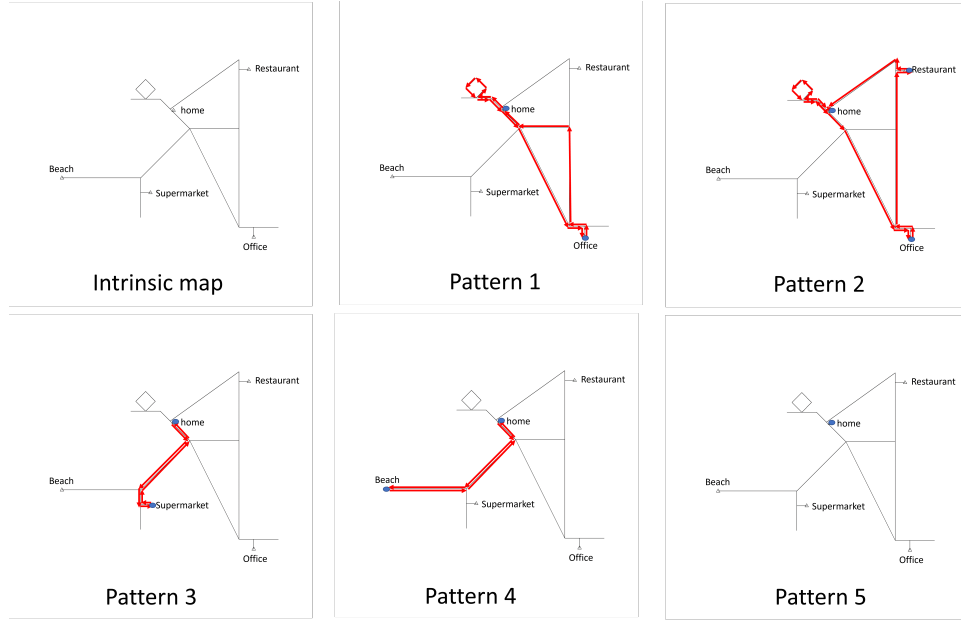 Restaurant
home
Beach
Supermarket
Office
Intrinsic map
home
Beach
Supermarket
Office
Restaurant
Pattern 1
Restaurant
home
Beach
Supermarket
Office
Pattern 2
Restaurant
home
Beach
Supermarket
Office
Pattern 3
Restaurant
home
Beach
Supermarket
Office
Pattern 4
Restaurant
home
Beach
Supermarket
Office
Pattern 5